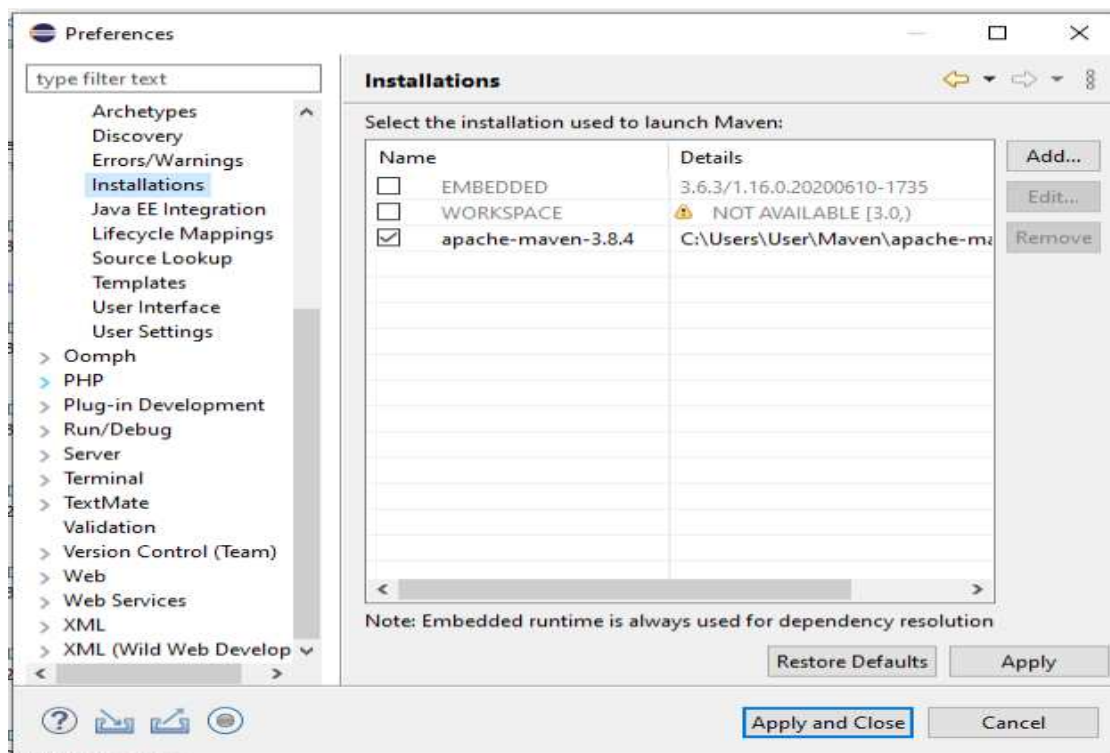 Preferences
type filter text
Archetypes
Discovery
Errors/Warnings
Installations
Java EE Integration
Lifecycle Mappings
Source Lookup
Templates
User Interface
User Settings
Oomph
PHP
Plug-in Development
Run/Debug
Server
Terminal
TextMate
Validation
Version Control (Team)
Web
Web Services
XML
XML (Wild Web Develop
Installations
Select the installation used to launch Maven:
Name Details
EMBEDDED 3.6.3/1.16.0.20200610-1735
WORKSPACE NOT AVAILABLE [3.0,)
apache-maven-3.8.4 C:\Users\User\Maven\apache-ma
Add...
Edit...
Remove
Note: Embedded runtime is always used for dependency resolution
Restore Defaults Apply
Apply and Close Cancel